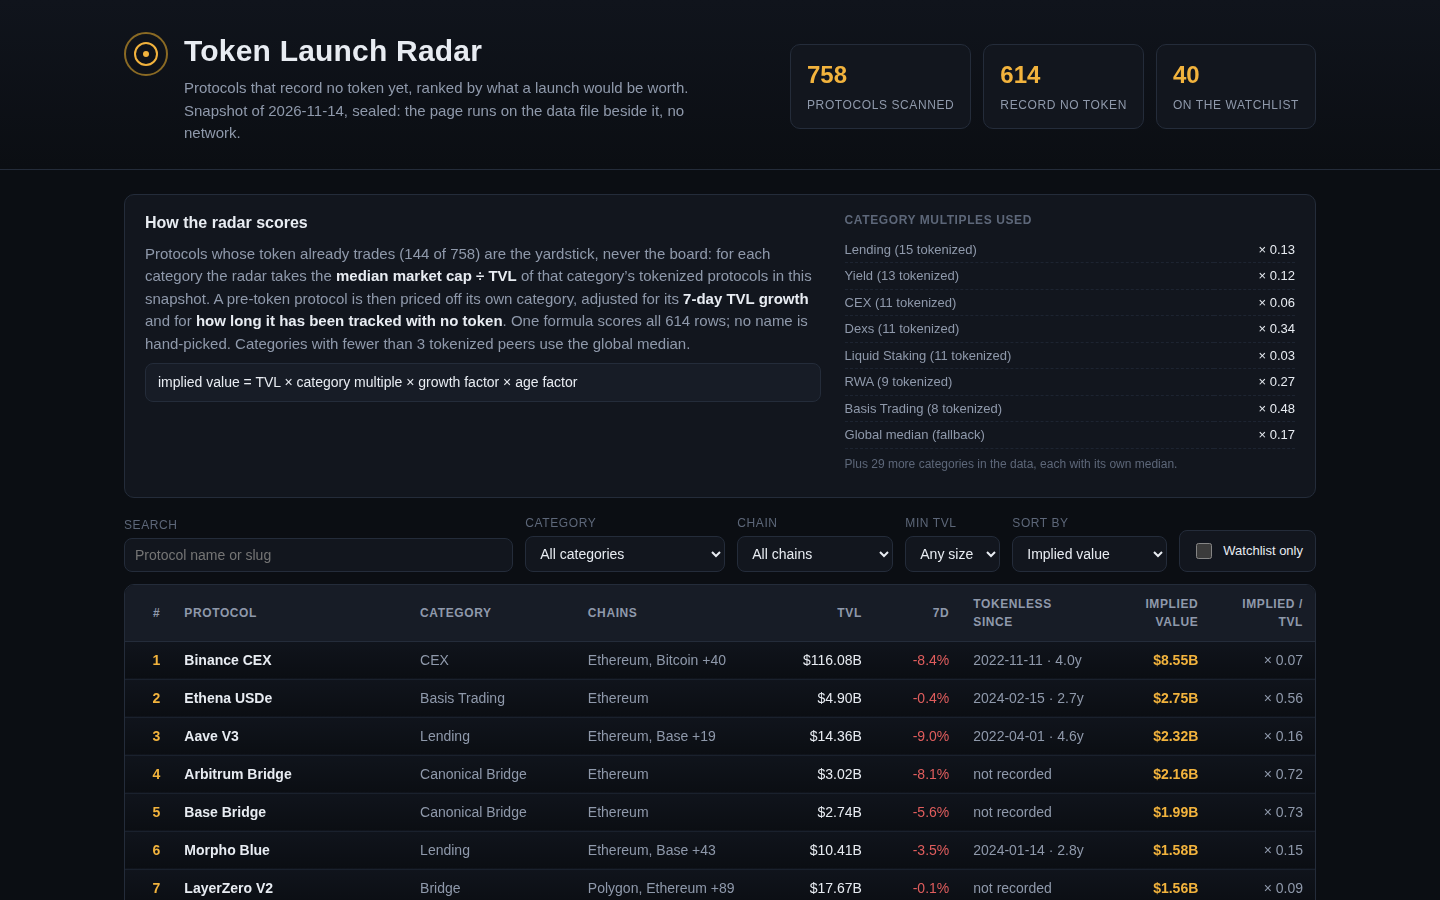 Token Launch Radar
Protocols that record no token yet, ranked by what a launch would be worth.
Snapshot of 2026-11-14, sealed: the page runs on the data file beside it, no
network.
758
PROTOCOLS SCANNED
614
RECORD NO TOKEN
40
ON THE WATCHLIST
How the radar scores
Protocols whose token already trades (144 of 758) are the yardstick, never the board: for each
category the radar takes the median market cap ÷ TVL of that category’s tokenized protocols in this
snapshot. A pre-token protocol is then priced off its own category, adjusted for its 7-day TVL growth
and for how long it has been tracked with no token. One formula scores all 614 rows; no name is
hand-picked. Categories with fewer than 3 tokenized peers use the global median.
implied value = TVL × category multiple × growth factor × age factor
CATEGORY MULTIPLES USED
Lending (15 tokenized) × 0.13
Yield (13 tokenized) × 0.12
CEX (11 tokenized) × 0.06
Dexs (11 tokenized) × 0.34
Liquid Staking (11 tokenized) × 0.03
RWA (9 tokenized) × 0.27
Basis Trading (8 tokenized) × 0.48
Global median (fallback) × 0.17
Plus 29 more categories in the data, each with its own median.
SEARCH
Protocol name or slug
CATEGORY
All categories
CHAIN
All chains
MIN TVL
Any size
SORT BY
Implied value
Watchlist only
# PROTOCOL CATEGORY CHAINS TVL 7D TOKENLESS SINCE IMPLIED VALUE IMPLIED / TVL
1 Binance CEX CEX Ethereum, Bitcoin +40 $116.08B -8.4% 2022-11-11 · 4.0y $8.55B × 0.07
2 Ethena USDe Basis Trading Ethereum $4.90B -0.4% 2024-02-15 · 2.7y $2.75B × 0.56
3 Aave V3 Lending Ethereum, Base +19 $14.36B -9.0% 2022-04-01 · 4.6y $2.32B × 0.16
4 Arbitrum Bridge Canonical Bridge Ethereum $3.02B -8.1% not recorded $2.16B × 0.72
5 Base Bridge Canonical Bridge Ethereum $2.74B -5.6% not recorded $1.99B × 0.73
6 Morpho Blue Lending Ethereum, Base +43 $10.41B -3.5% 2024-01-14 · 2.8y $1.58B × 0.15
7 LayerZero V2 Bridge Polygon, Ethereum +89 $17.67B -0.1% not recorded $1.56B × 0.09